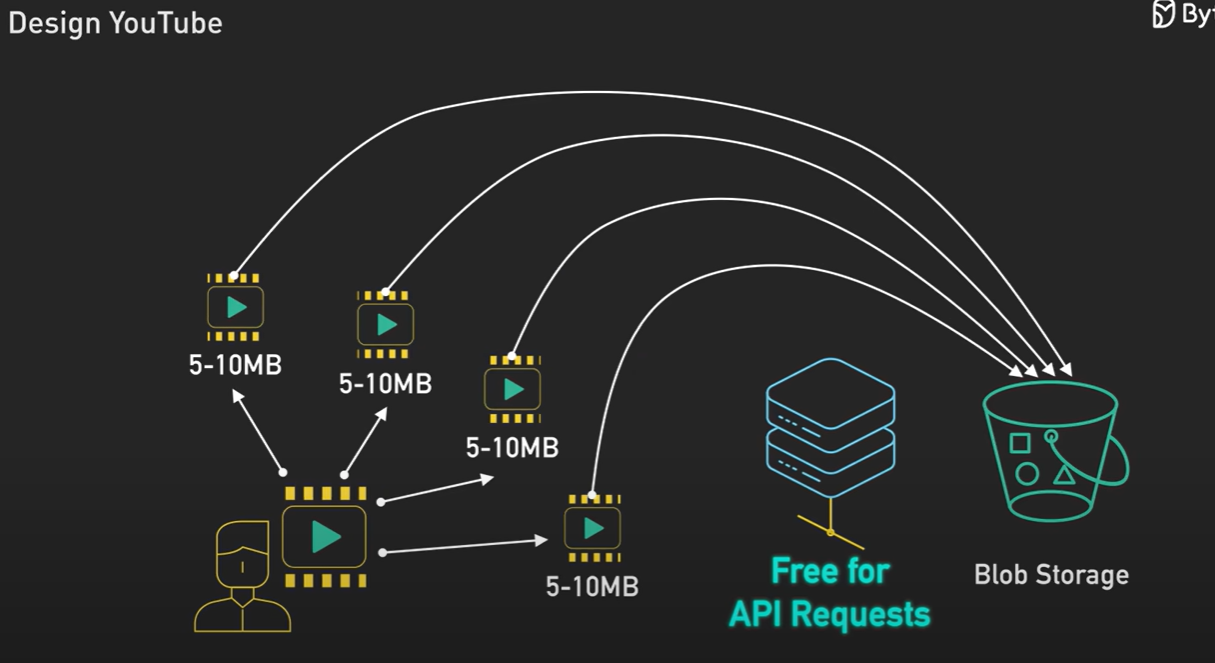 Design YouTube
5-10MB
5-10MB
5-10MB
5-10MB
Free for
API Requests
Blob Storage